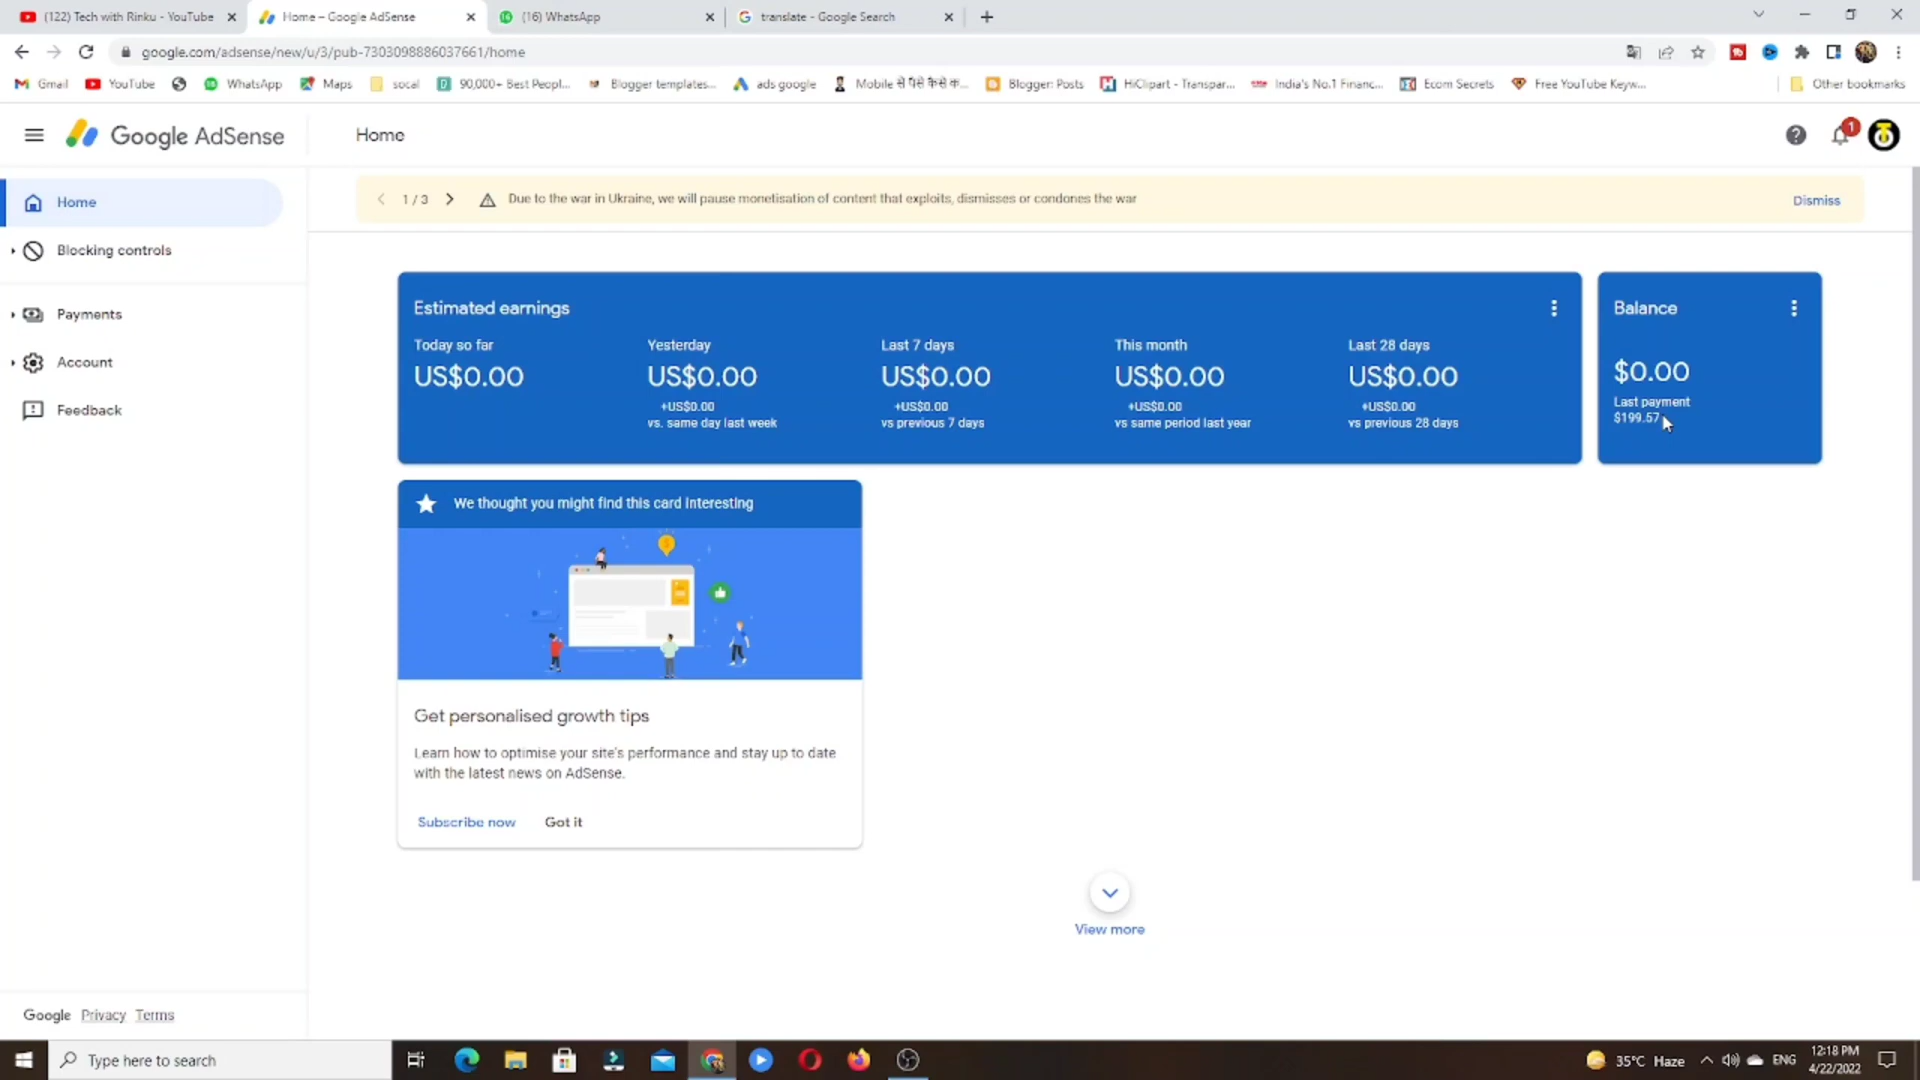 (122) Tech with Rinku - YouTube
Home – Google AdSense
(16) WhatsApp
translate - Google Search
google.com/adsense/new/u/3/pub-7303098886037661/home
Gmail
YouTube
WhatsApp
Maps
socal
90,000+ Best Peopl...
Blogger templates...
ads google
Mobile से पैसे कैसे क...
Blogger: Posts
HiClipart - Transpar...
India's No.1 Financ...
Ecom Secrets
Free YouTube Keyw...
Other bookmarks
Google AdSense
Home
1
Home
Blocking controls
Payments
Account
Feedback
1 / 3
Due to the war in Ukraine, we will pause monetisation of content that exploits, dismisses or condones the war
Dismiss
Estimated earnings
Today so far
US$0.00
Yesterday
US$0.00
+US$0.00
vs. same day last week
Last 7 days
US$0.00
+US$0.00
vs previous 7 days
This month
US$0.00
+US$0.00
vs same period last year
Last 28 days
US$0.00
+US$0.00
vs previous 28 days
Balance
$0.00
Last payment
$199.57
We thought you might find this card interesting
Get personalised growth tips
Learn how to optimise your site's performance and stay up to date
with the latest news on AdSense.
Subscribe now
Got it
View more
Google Privacy Terms
Type here to search
35°C Haze
ENG
12:18 PM
4/22/2022